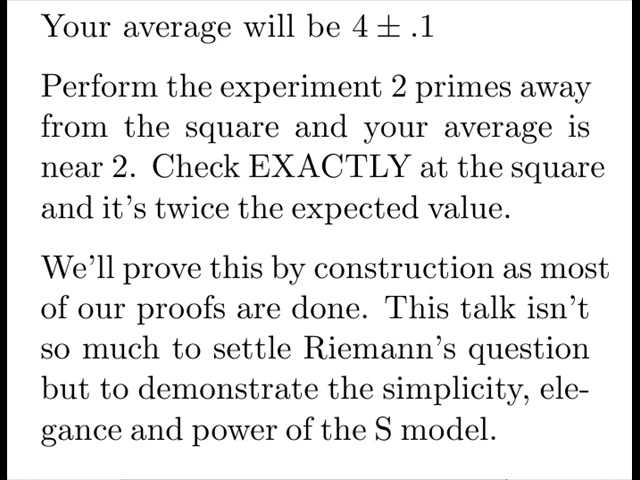 Your average will be 4 ± .1
Perform the experiment 2 primes away
from the square and your average is
near 2. Check EXACTLY at the square
and it's twice the expected value.
We'll prove this by construction as most
of our proofs are done. This talk isn't
so much to settle Riemann's question
but to demonstrate the simplicity, ele-
gance and power of the S model.